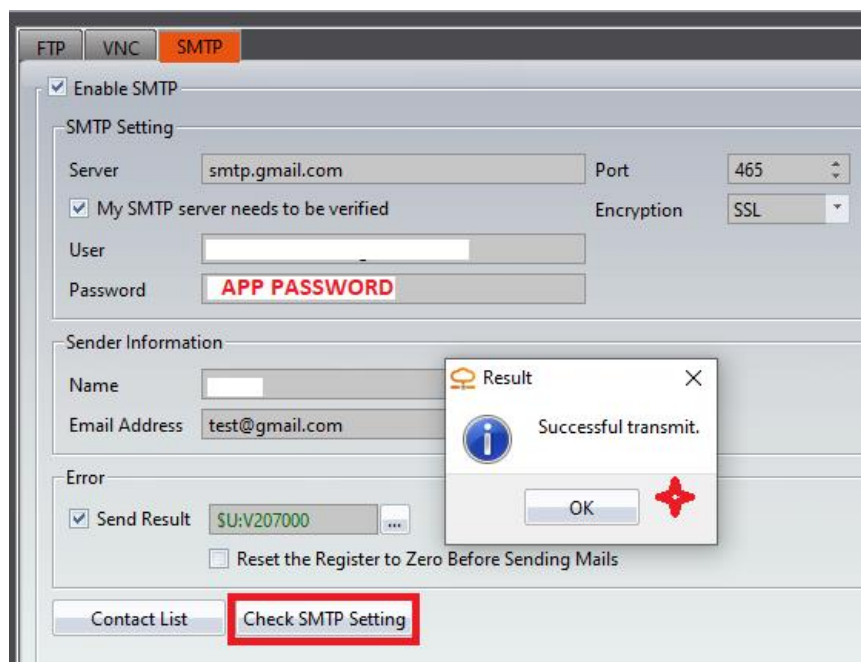 FTP VNC SMTP
Enable SMTP
SMTP Setting
Server smtp.gmail.com Port 465
My SMTP server needs to be verified Encryption SSL
User
Password APP PASSWORD
Sender Information
Name
Email Address test@gmail.com
Result
Successful transmit.
OK
Error
Send Result $U:V207000 ...
Reset the Register to Zero Before Sending Mails
Contact List Check SMTP Setting